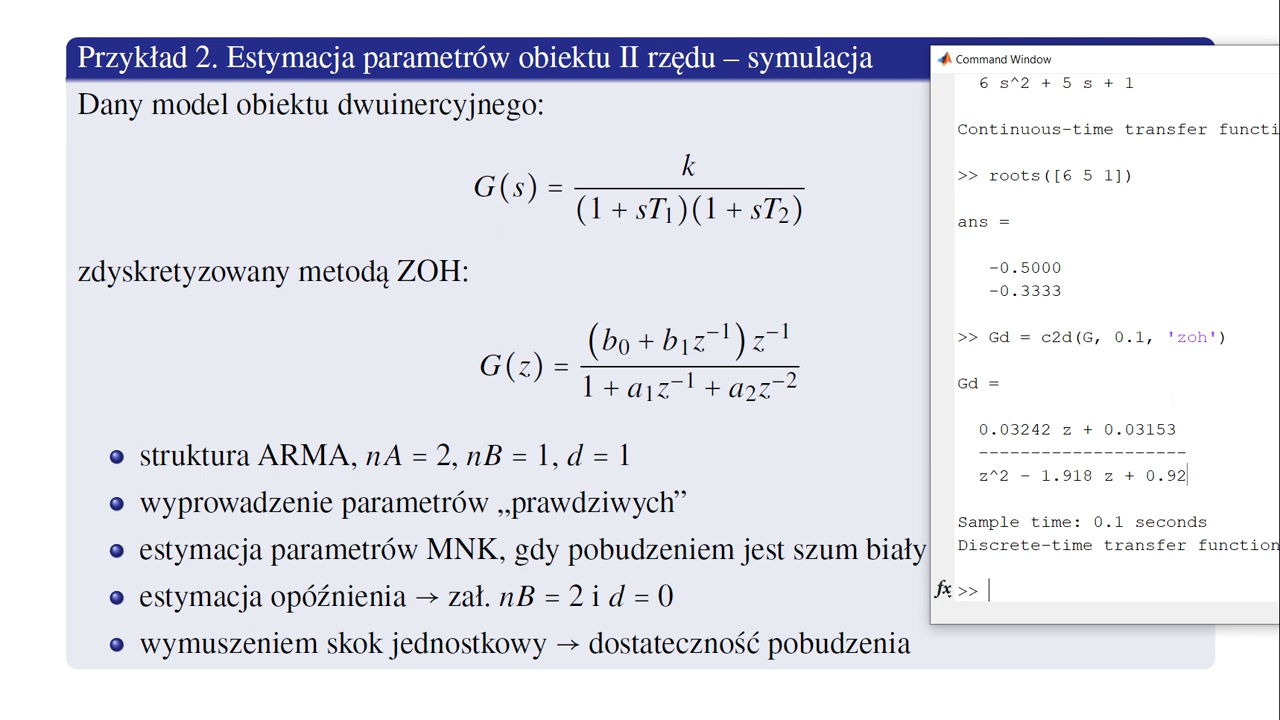 Przykład 2. Estymacja parametrów obiektu II rzędu – symulacja
Dany model obiektu dwuinercyjnego:
G(s) = k / (1 + sT₁)(1 + sT₂)
zdyskretyzowany metodą ZOH:
G(z) = (b₀ + b₁z⁻¹) z⁻¹ / 1 + a₁z⁻¹ + a₂z⁻²
• struktura ARMA, nA = 2, nB = 1, d = 1
• wyprowadzenie parametrów „prawdziwych”
• estymacja parametrów MNK, gdy pobudzeniem jest szum biały
• estymacja opóźnienia → zał. nB = 2 i d = 0
• wymuszeniem skok jednostkowy → dostateczność pobudzenia
Command Window
6 s^2 + 5 s + 1
Continuous-time transfer functi
>> roots([6 5 1])
ans =
-0.5000
-0.3333
>> Gd = c2d(G, 0.1, 'zoh')
Gd =
0.03242 z + 0.03153
--------------------
z^2 - 1.918 z + 0.92
Sample time: 0.1 seconds
Discrete-time transfer function
fx >>